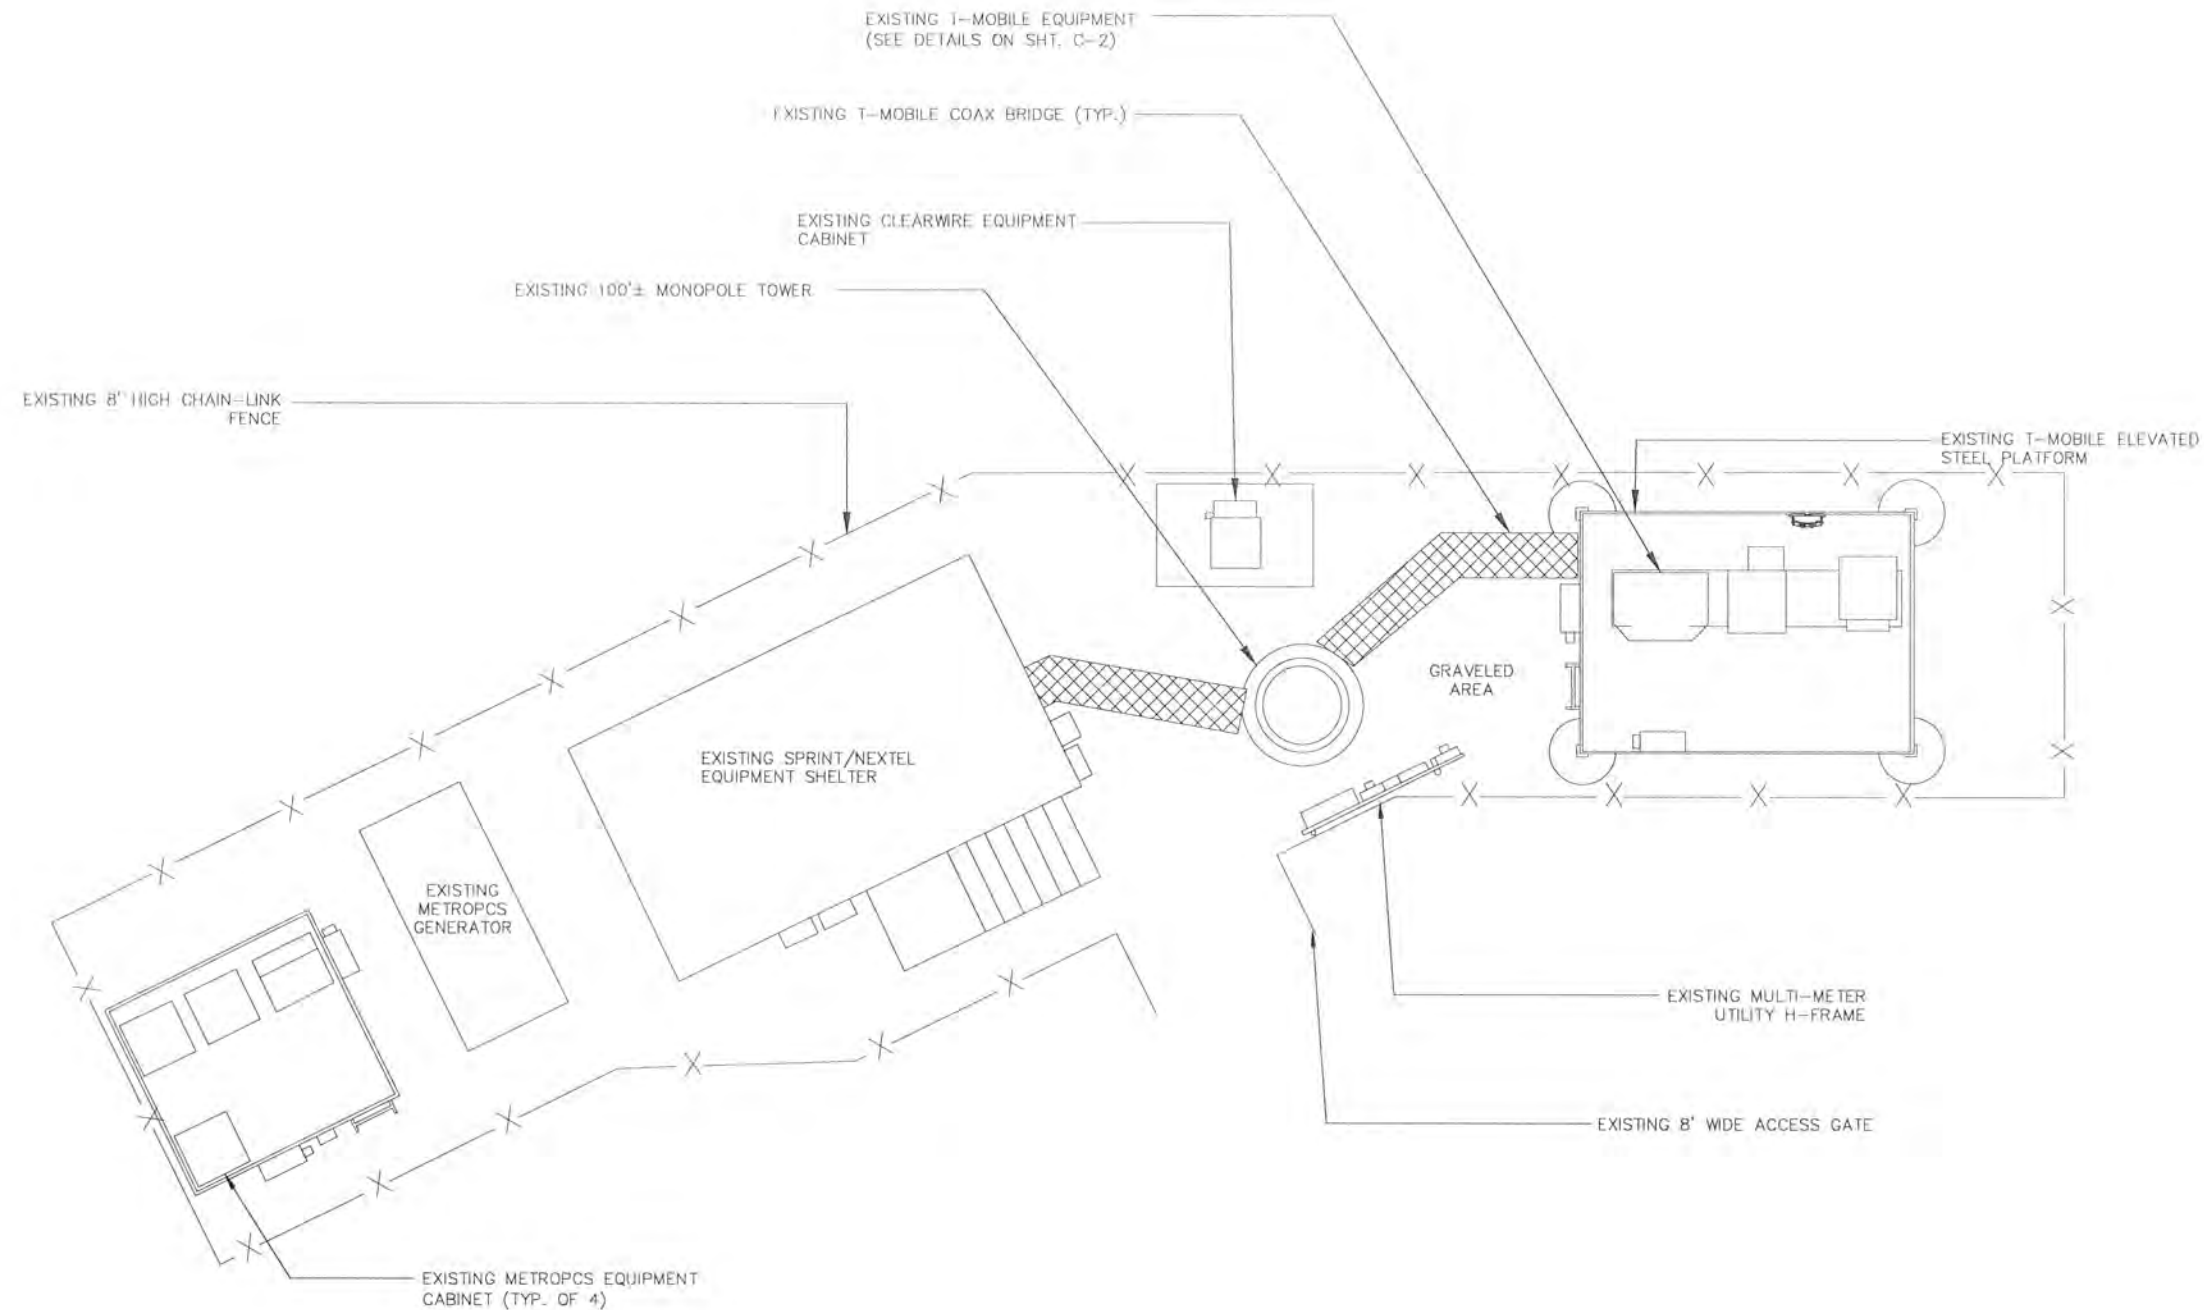 EXISTING T-MOBILE EQUIPMENT
(SEE DETAILS ON SHT. C-2)
EXISTING T-MOBILE COAX BRIDGE (TYP.)
EXISTING CLEARWIRE EQUIPMENT
CABINET
EXISTING 100'± MONOPOLE TOWER
EXISTING 8' HIGH CHAIN-LINK
FENCE
EXISTING T-MOBILE ELEVATED
STEEL PLATFORM
GRAVELED
AREA
EXISTING SPRINT/NEXTEL
EQUIPMENT SHELTER
EXISTING
METROPCS
GENERATOR
EXISTING MULTI-METER
UTILITY H-FRAME
EXISTING 8' WIDE ACCESS GATE
EXISTING METROPCS EQUIPMENT
CABINET (TYP. OF 4)